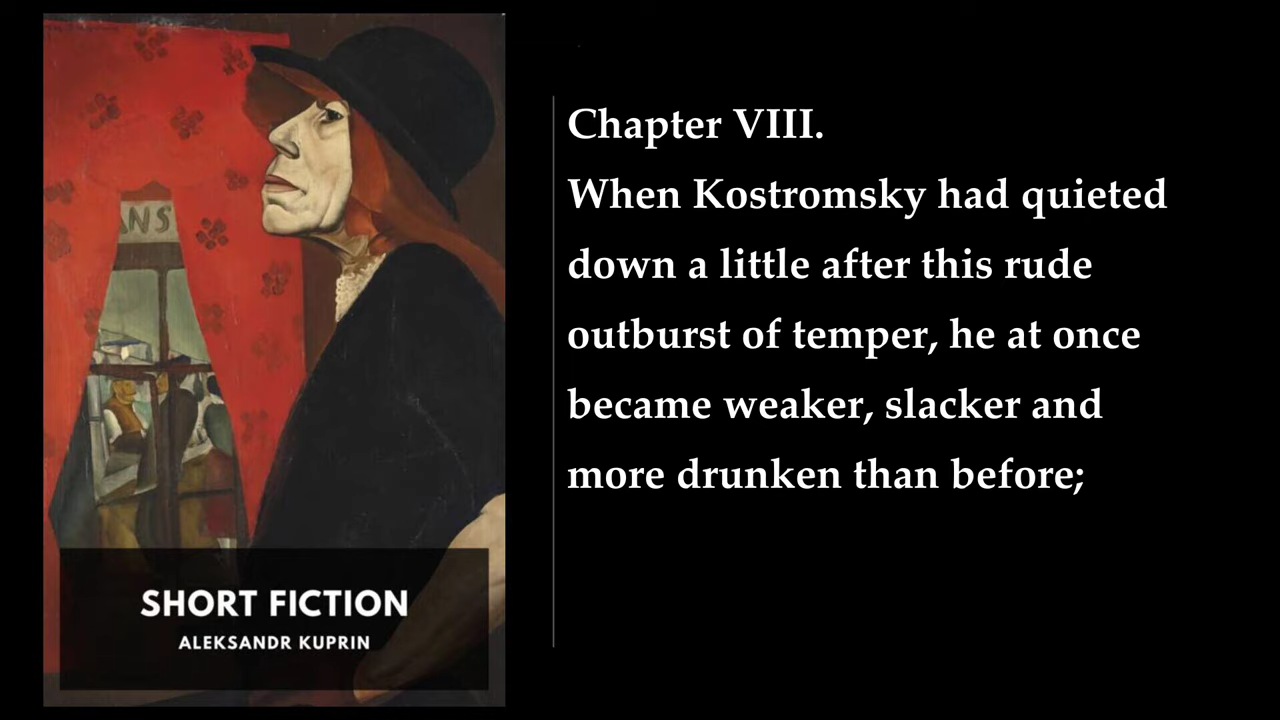 ANS
SHORT FICTION
ALEKSANDR KUPRIN
Chapter VIII.
When Kostromsky had quieted
down a little after this rude
outburst of temper, he at once
became weaker, slacker and
more drunken than before;